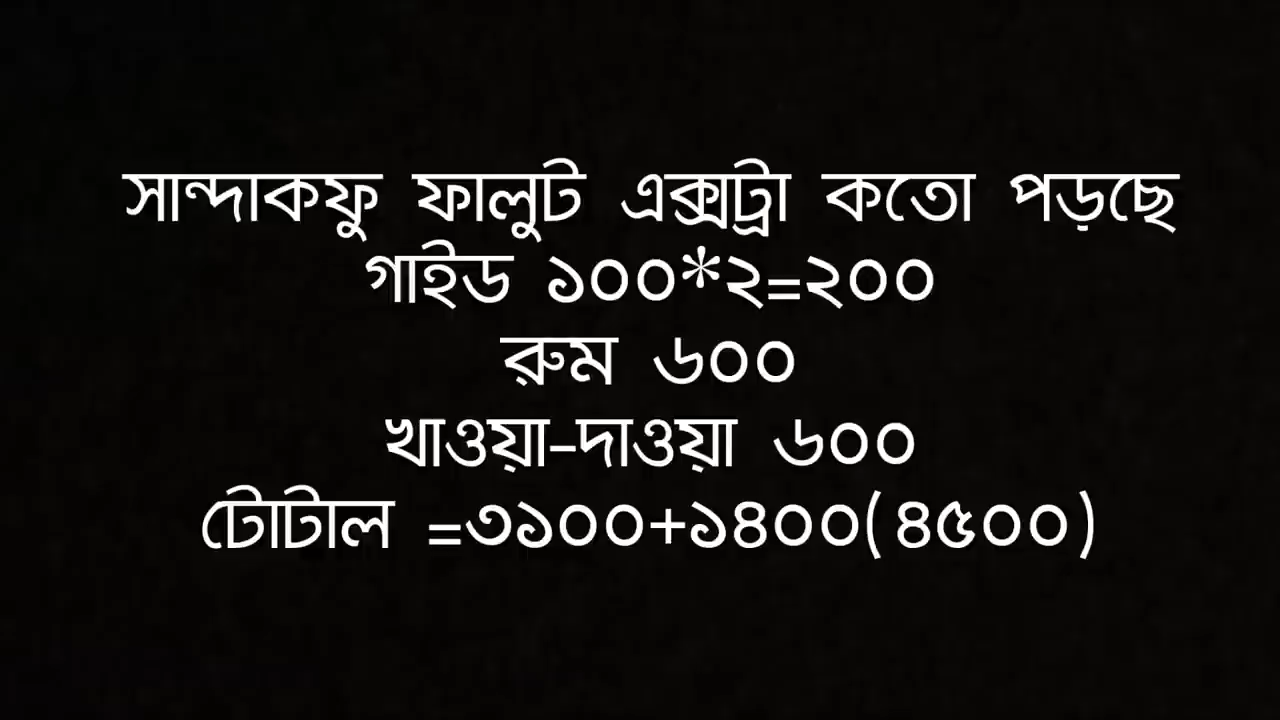 সান্দাকফু ফালুট এক্সট্রা কতো পড়ছে
গাইড ১০০*২=২০০
রুম ৬০০
খাওয়া-দাওয়া ৬০০
টোটাল =৩১০০+১৪০০(৪৫০০)